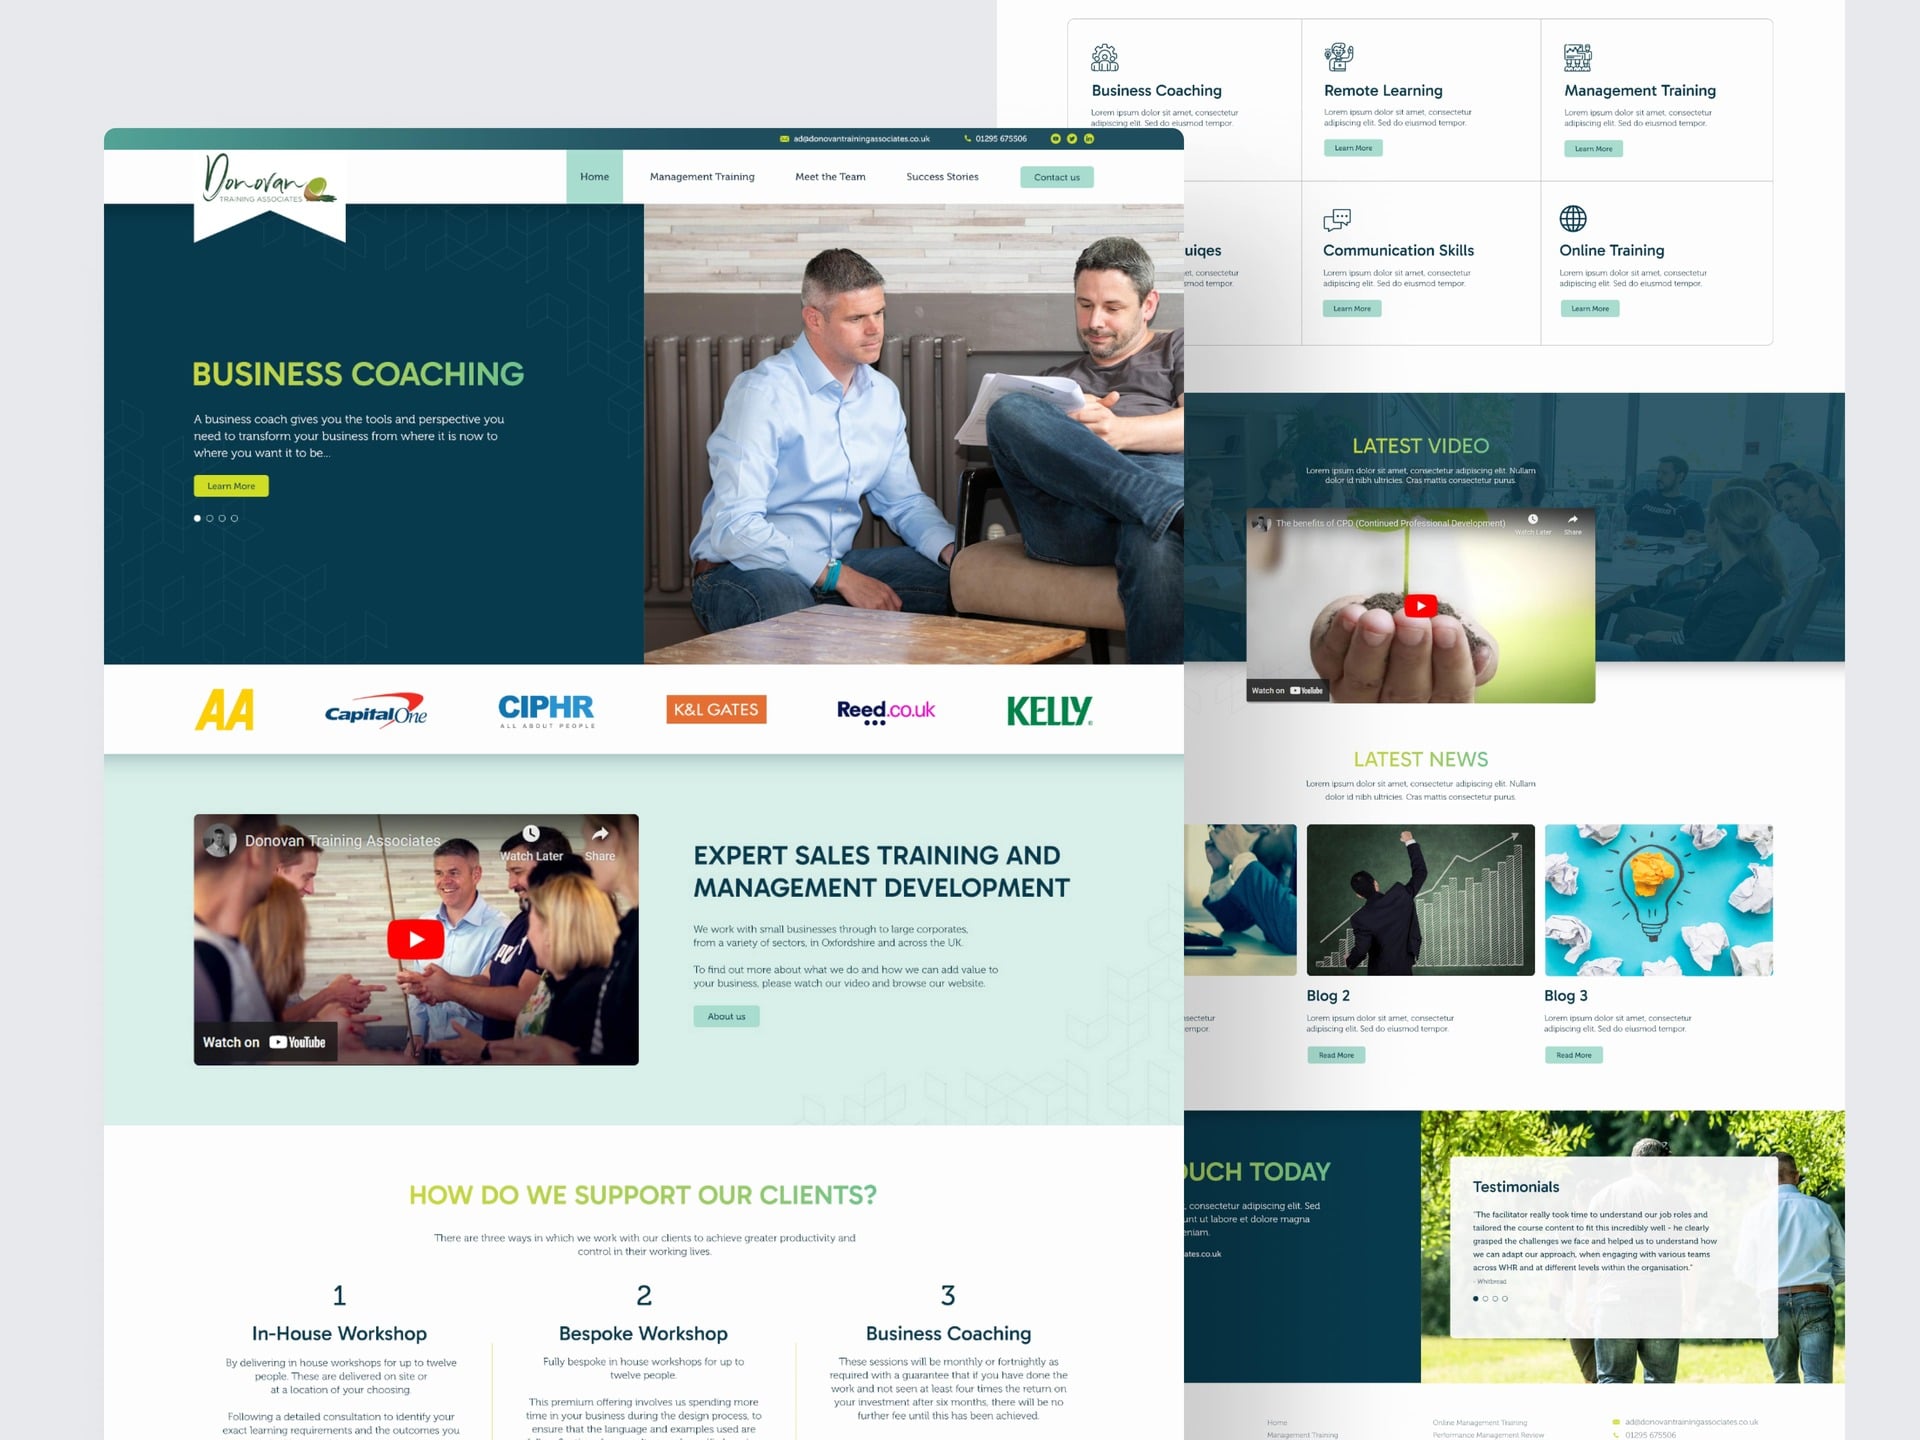 ad@donovantrainingassociates.co.uk
01295 675506
Donovan
TRAINING ASSOCIATES
Home
Management Training
Meet the Team
Success Stories
Contact us
BUSINESS COACHING
A business coach gives you the tools and perspective you
need to transform your business from where it is now to
where you want it to be...
Learn More
AA
CapitalOne
CIPHR
ALL ABOUT PEOPLE
K&L GATES
Reed.co.uk
KELLY
Donovan Training Associates
Watch Later
Share
Watch on YouTube
EXPERT SALES TRAINING AND
MANAGEMENT DEVELOPMENT
We work with small businesses through to large corporates,
from a variety of sectors, in Oxfordshire and across the UK.
To find out more about what we do and how we can add value to
your business, please watch our video and browse our website.
About us
HOW DO WE SUPPORT OUR CLIENTS?
There are three ways in which we work with our clients to achieve greater productivity and
control in their working lives.
1
In-House Workshop
By delivering in house workshops for up to twelve
people. These are delivered on site or
at a location of your choosing.
Following a detailed consultation to identify your
exact learning requirements and the outcomes you
2
Bespoke Workshop
Fully bespoke in house workshops for up to
twelve people.
This premium offering involves us spending more
time in your business during the design process, to
ensure that the language and examples used are
3
Business Coaching
These sessions will be monthly or fortnightly as
required with a guarantee that if you have done the
work and not seen at least four times the return on
your investment after six months, there will be no
further fee until this has been achieved.
Business Coaching
Lorem ipsum dolor sit amet, consectetur
adipiscing elit. Sed do eiusmod tempor.
Remote Learning
Lorem ipsum dolor sit amet, consectetur
adipiscing elit. Sed do eiusmod tempor.
Learn More
Management Training
Lorem ipsum dolor sit amet, consectetur
adipiscing elit. Sed do eiusmod tempor.
Learn More
uiqes
et, consectetur
smod tempor.
Communication Skills
Lorem ipsum dolor sit amet, consectetur
adipiscing elit. Sed do eiusmod tempor.
Learn More
Online Training
Lorem ipsum dolor sit amet, consectetur
adipiscing elit. Sed do eiusmod tempor.
Learn More
LATEST VIDEO
Lorem ipsum dolor sit amet, consectetur adipiscing elit. Nullam
dolor id nibh ultricies. Cras mattis consectetur purus.
The benefits of CPD (Continued Professional Development)
Watch Later
Share
Watch on YouTube
LATEST NEWS
Lorem ipsum dolor sit amet, consectetur adipiscing elit. Nullam
dolor id nibh ultricies. Cras mattis consectetur purus.
nsectetur
empor.
Blog 2
Lorem ipsum dolor sit amet, consectetur
adipiscing elit. Sed do eiusmod tempor.
Read More
Blog 3
Lorem ipsum dolor sit amet, consectetur
adipiscing elit. Sed do eiusmod tempor.
Read More
OUCH TODAY
, consectetur adipiscing elit. Sed
unt ut labore et dolore magna
eniam.
ates.co.uk
Testimonials
"The facilitator really took time to understand our job roles and
tailored the course content to fit this incredibly well - he clearly
grasped the challenges we face and helped us to understand how
we can adapt our approach, when engaging with various teams
across WHR and at different levels within the organisation."
- Whitbread
Home
Management Training
Online Management Training
Performance Management Review
ad@donovantrainingassociates.co.uk
01295 675506